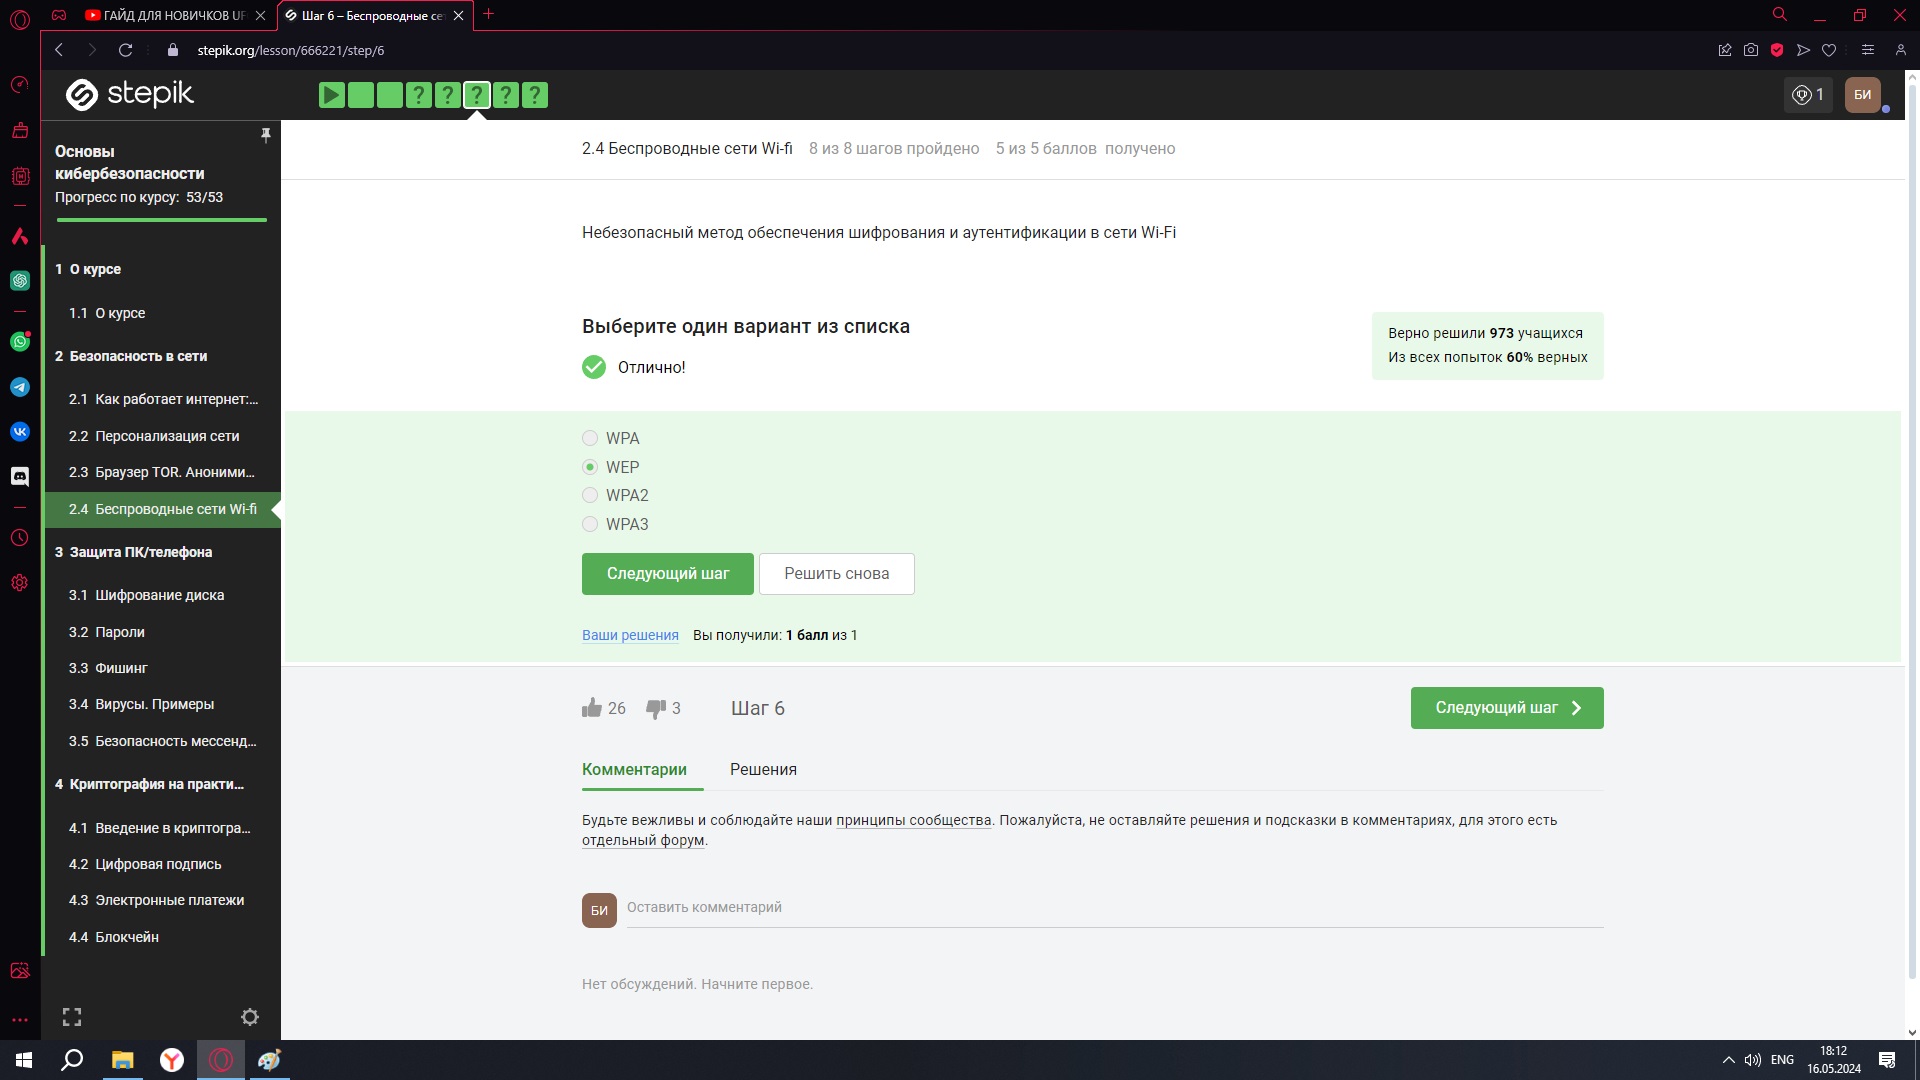 ГАЙД ДЛЯ НОВИЧКОВ UF
Шаг 6 – Беспроводные се
stepik.org/lesson/666221/step/6
stepik
? ? ? ? ?
1
БИ
Основы
кибербезопасности
Прогресс по курсу: 53/53
1 О курсе
1.1 О курсе
2 Безопасность в сети
2.1 Как работает интернет:...
2.2 Персонализация сети
2.3 Браузер TOR. Аноними...
2.4 Беспроводные сети Wi-fi
3 Защита ПК/телефона
3.1 Шифрование диска
3.2 Пароли
3.3 Фишинг
3.4 Вирусы. Примеры
3.5 Безопасность мессенд...
4 Криптография на практи...
4.1 Введение в криптогра...
4.2 Цифровая подпись
4.3 Электронные платежи
4.4 Блокчейн
2.4 Беспроводные сети Wi-fi 8 из 8 шагов пройдено 5 из 5 баллов получено
Небезопасный метод обеспечения шифрования и аутентификации в сети Wi-Fi
Выберите один вариант из списка
Отлично!
Верно решили 973 учащихся
Из всех попыток 60% верных
WPA
WEP
WPA2
WPA3
Следующий шаг
Решить снова
Ваши решения Вы получили: 1 балл из 1
26 3 Шаг 6
Следующий шаг
Комментарии Решения
Будьте вежливы и соблюдайте наши принципы сообщества. Пожалуйста, не оставляйте решения и подсказки в комментариях, для этого есть
отдельный форум.
БИ
Оставить комментарий
Нет обсуждений. Начните первое.
ENG
18:12
16.05.2024